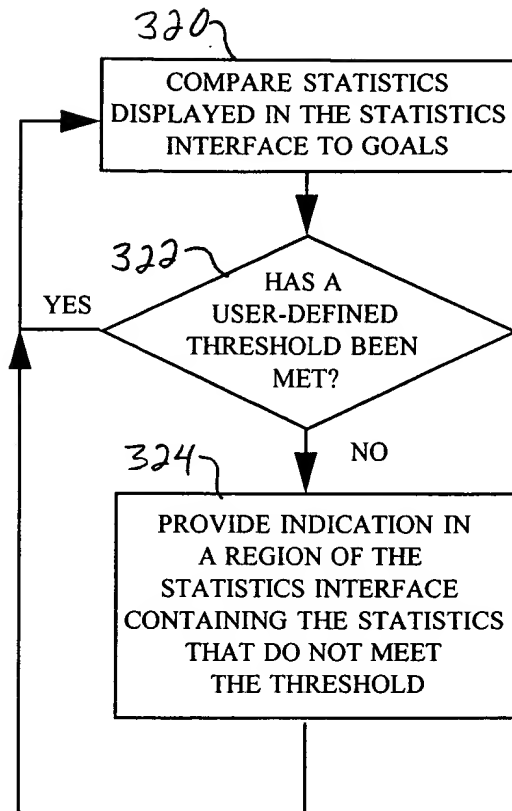 320
COMPARE STATISTICS
DISPLAYED IN THE STATISTICS
INTERFACE TO GOALS
322
YES
HAS A
USER-DEFINED
THRESHOLD BEEN
MET?
NO
324
PROVIDE INDICATION IN
A REGION OF THE
STATISTICS INTERFACE
CONTAINING THE STATISTICS
THAT DO NOT MEET
THE THRESHOLD